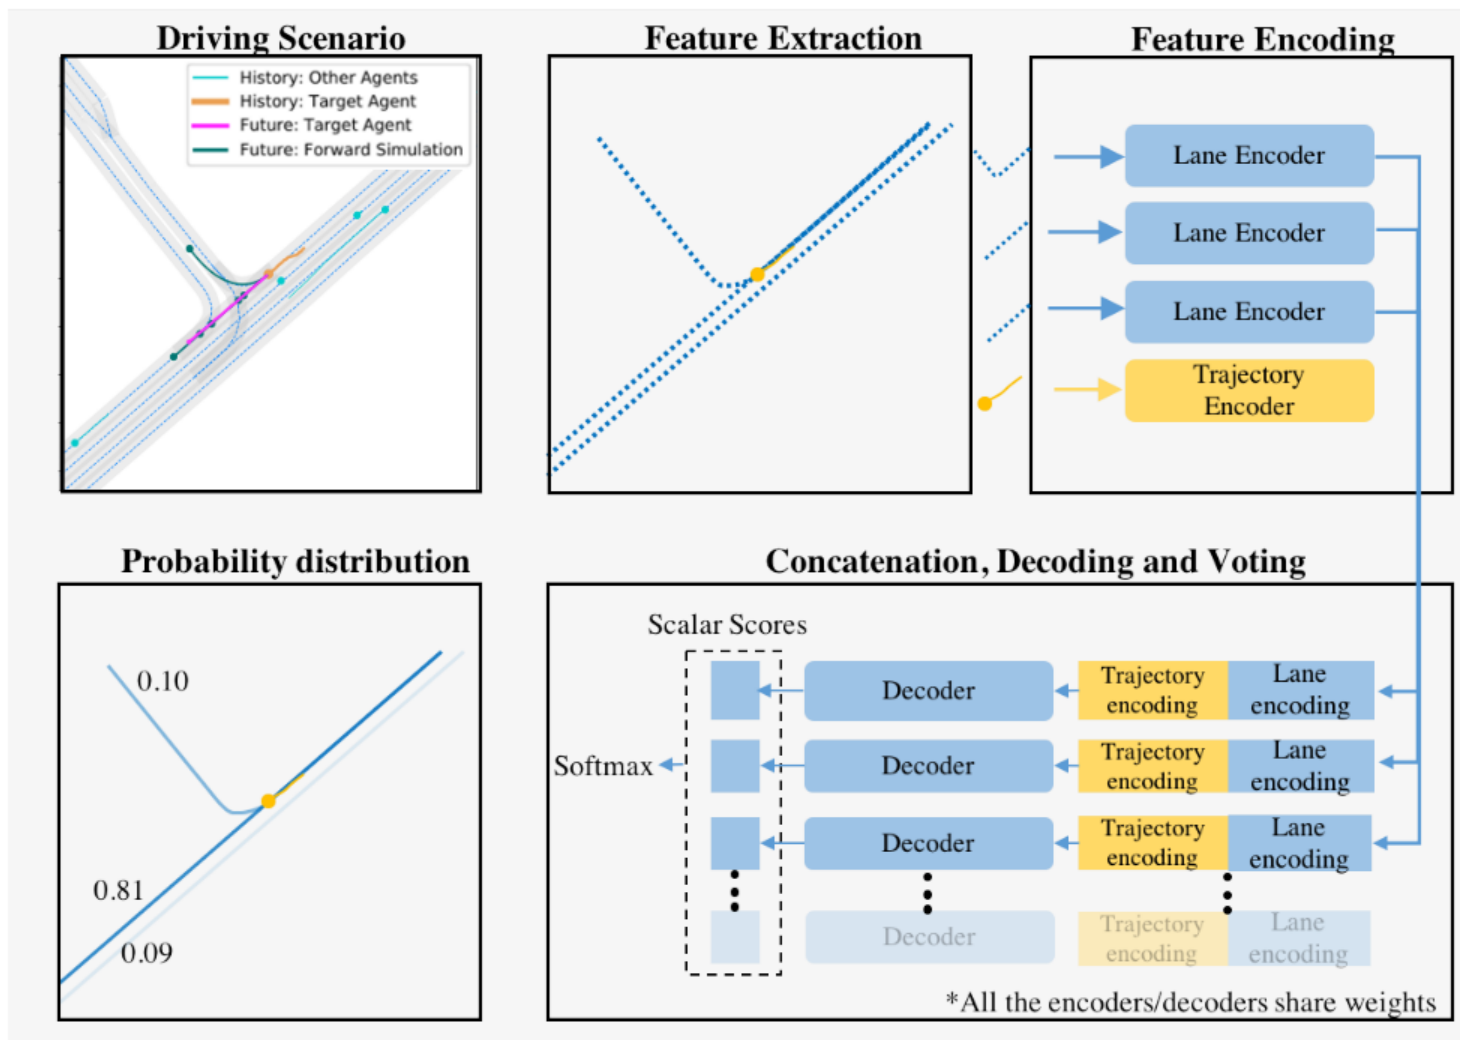 Driving Scenario
History: Other Agents
History: Target Agent
Future: Target Agent
Future: Forward Simulation
Feature Extraction
Feature Encoding
Lane Encoder
Lane Encoder
Lane Encoder
Trajectory
Encoder
Probability distribution
0.10
0.81
0.09
Concatenation, Decoding and Voting
Scalar Scores
Softmax
Decoder
Trajectory
encoding
Lane
encoding
Decoder
Trajectory
encoding
Lane
encoding
Decoder
Trajectory
encoding
Lane
encoding
Decoder
Trajectory
encoding
Lane
encoding
*All the encoders/decoders share weights